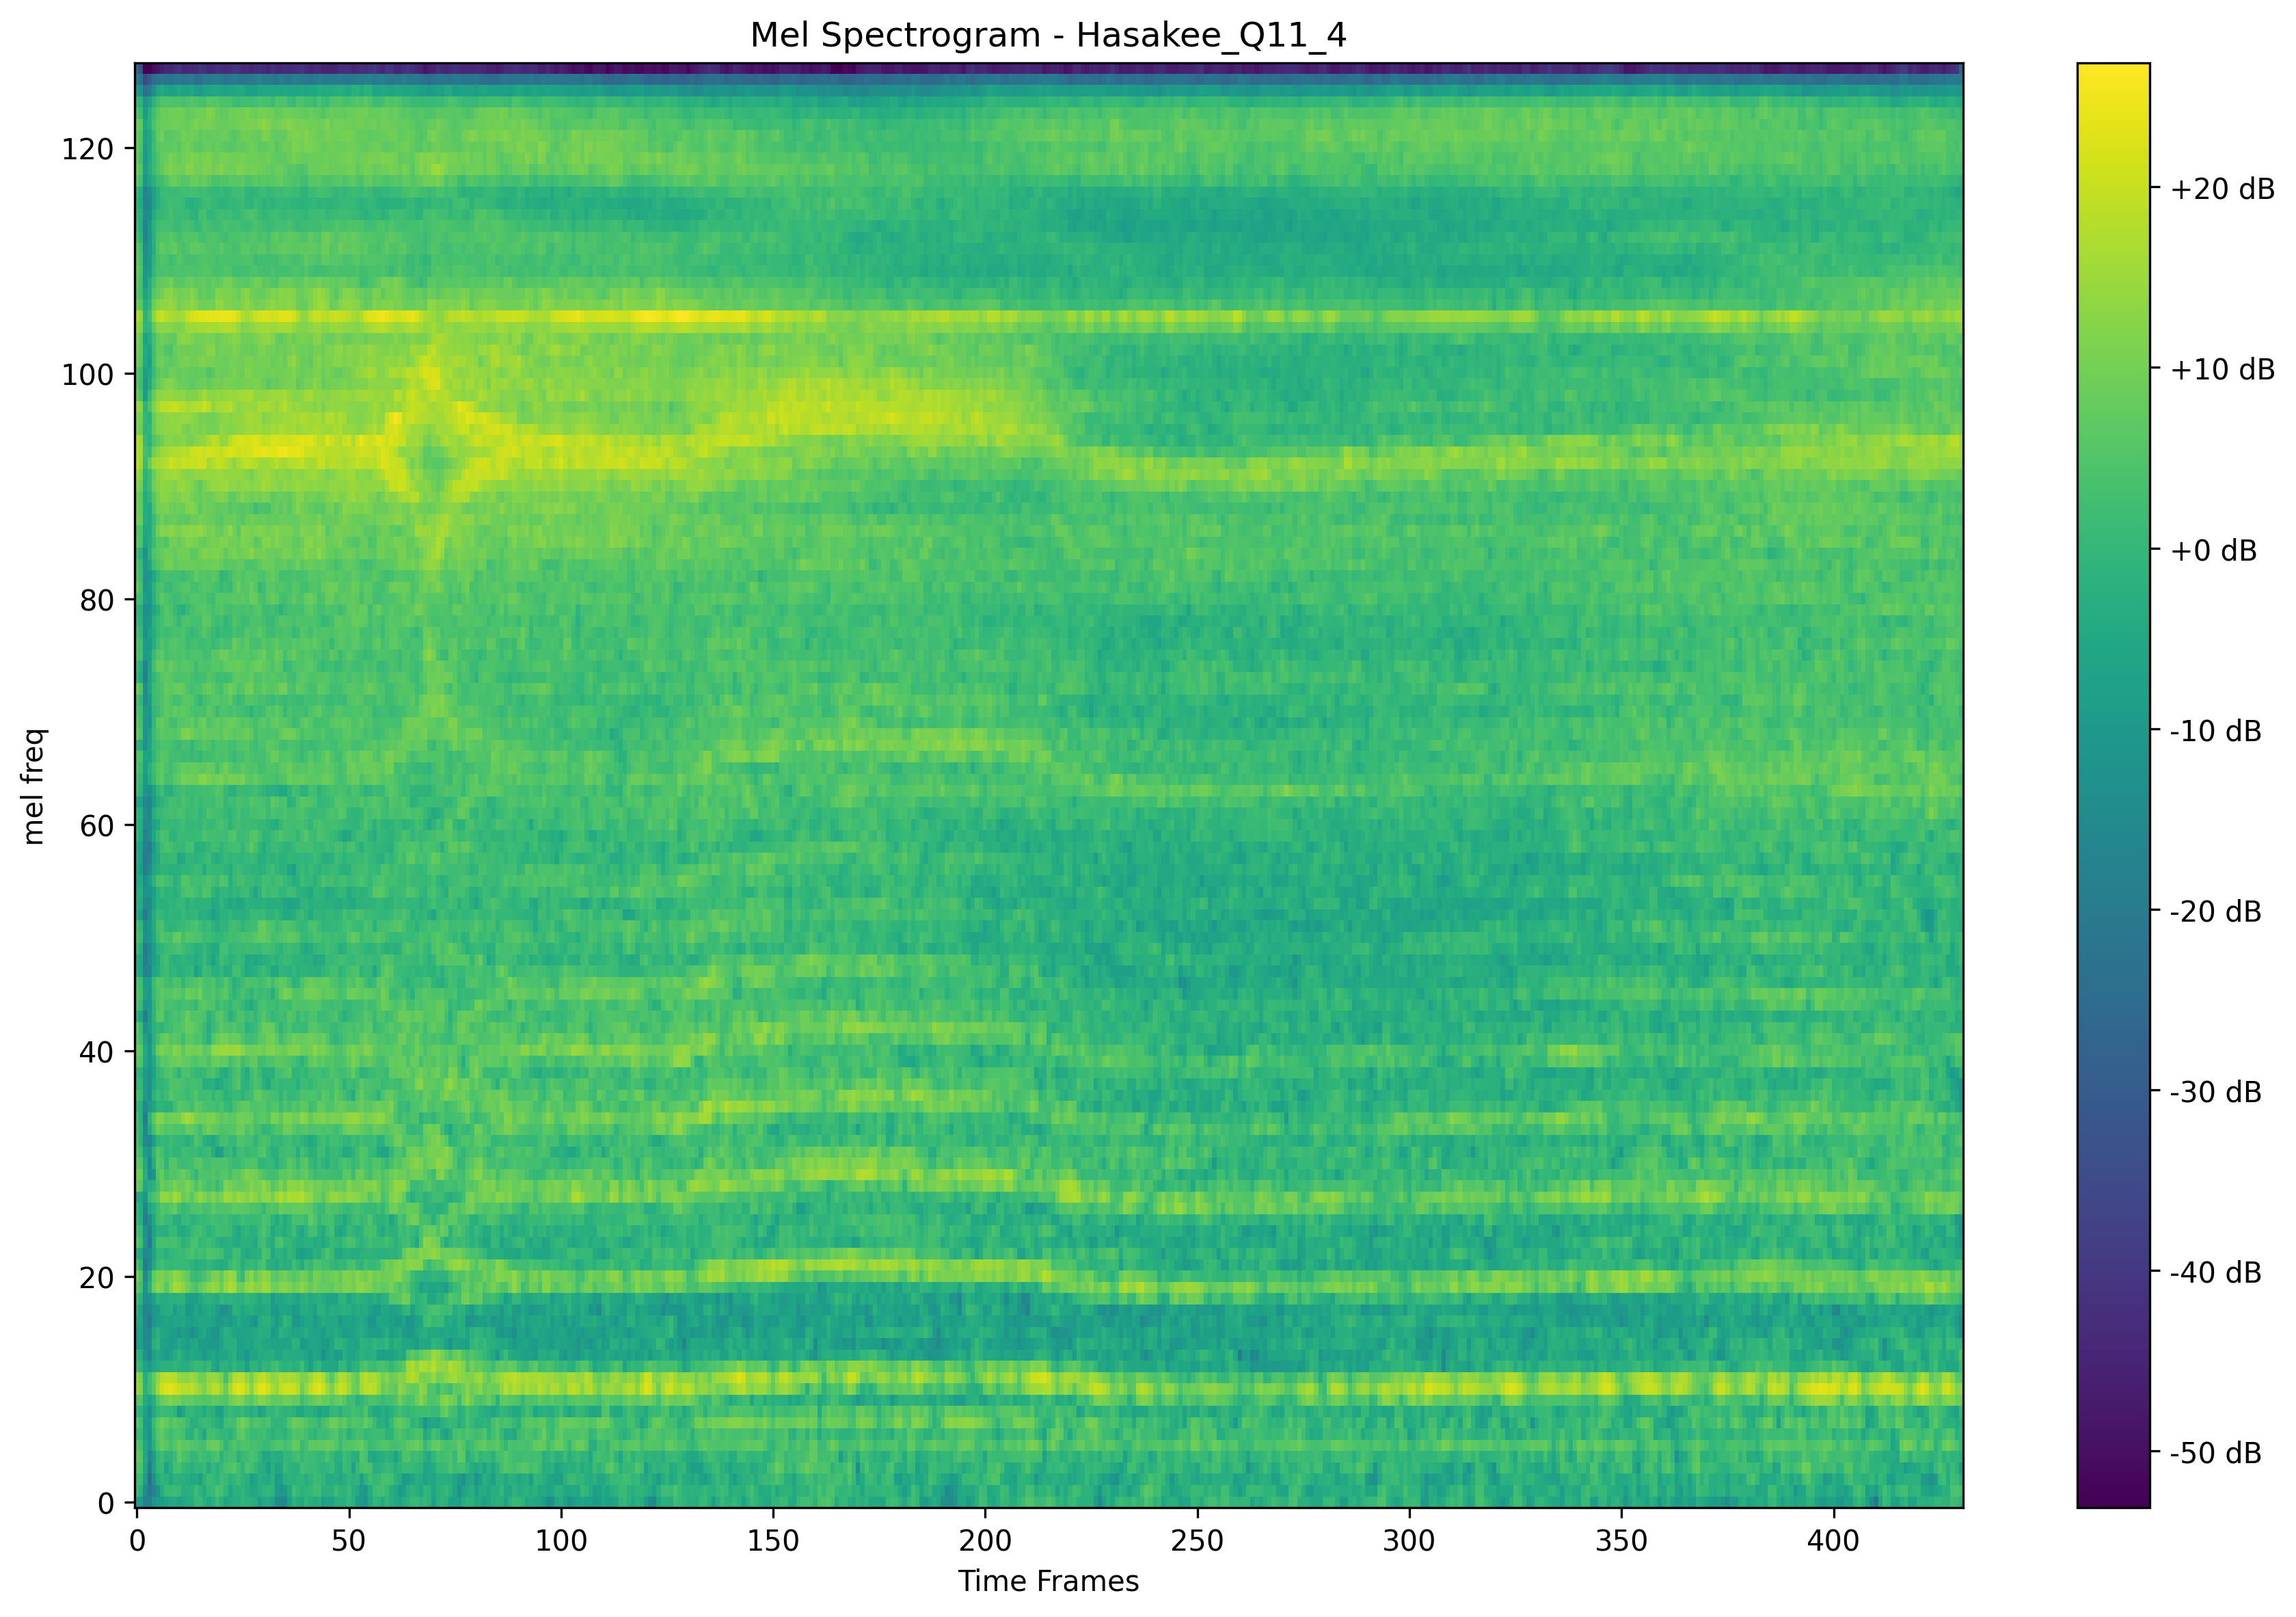 Mel Spectrogram - Hasakee_Q11_4
120
100
80
60
40
20
0
mel freq
0 50 100 150 200 250 300 350 400
Time Frames
+20 dB
+10 dB
+0 dB
-10 dB
-20 dB
-30 dB
-40 dB
-50 dB